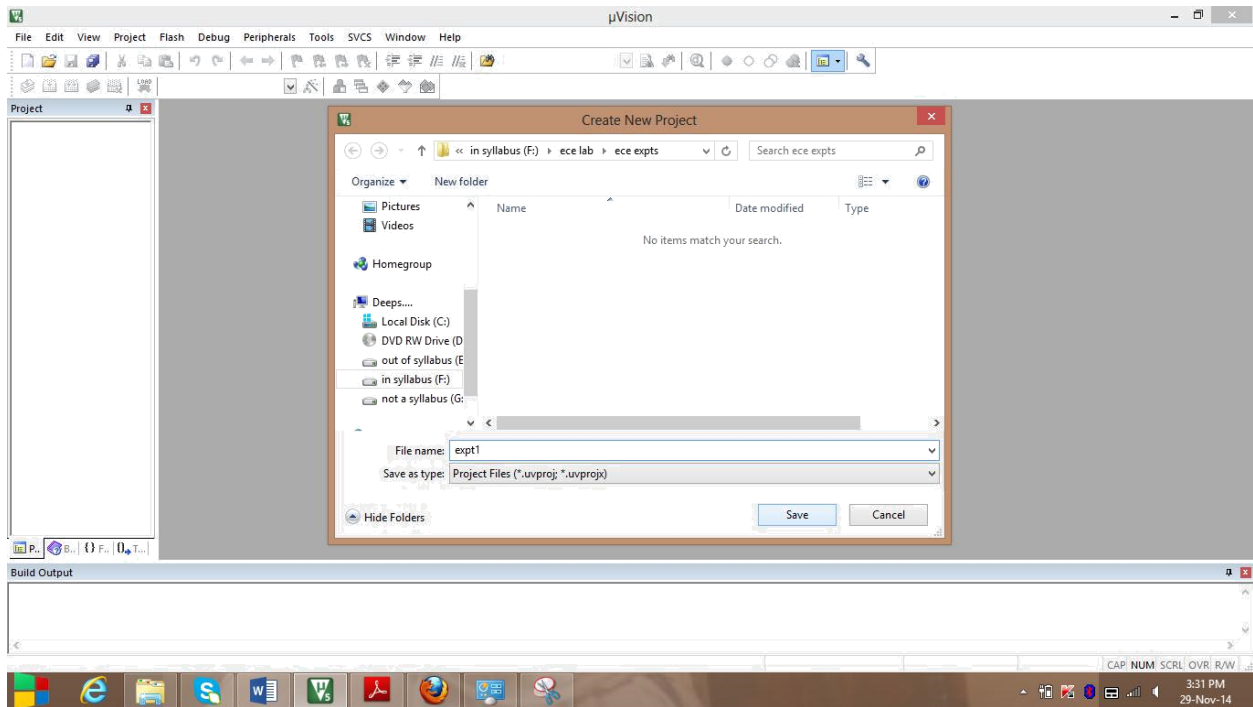 µVision
File Edit View Project Flash Debug Peripherals Tools SVCS Window Help
Project
Create New Project
« in syllabus (F:) ▸ ece lab ▸ ece expts
Search ece expts
Organize New folder
Name Date modified Type
Pictures
Videos
No items match your search.
Homegroup
Deeps....
Local Disk (C:)
DVD RW Drive (D
out of syllabus (E
in syllabus (F:)
not a syllabus (G:
File name: expt1
Save as type: Project Files (*.uvproj; *.uvprojx)
Hide Folders
Save Cancel
P.. B.. {} F.. 0 T...
Build Output
CAP NUM SCRL OVR R/W
3:31 PM
29-Nov-14